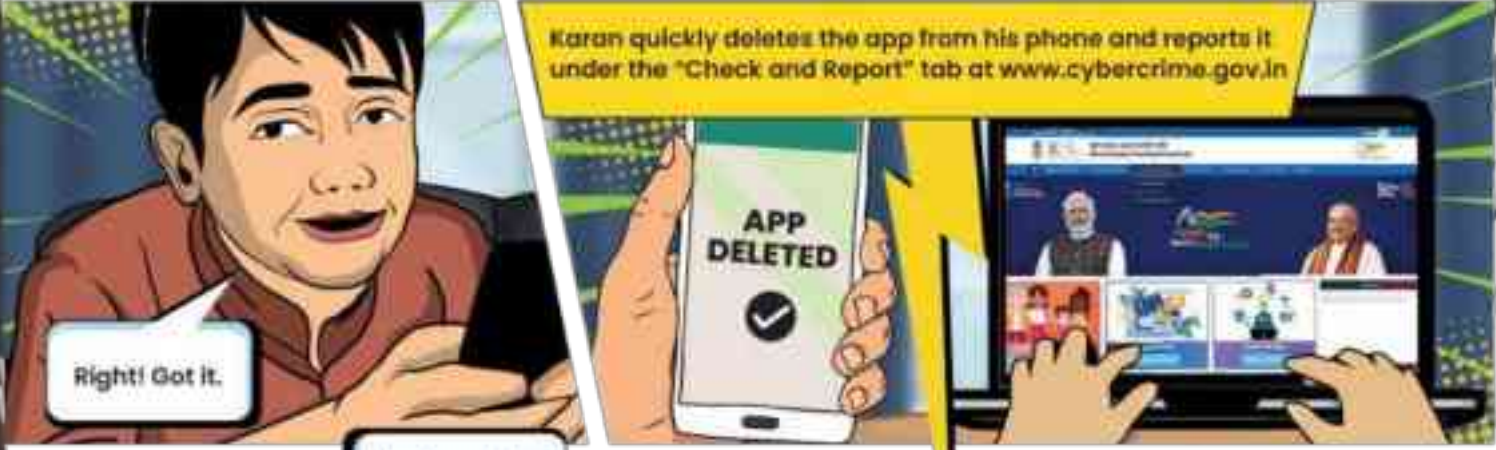 Right! Got it.
Karan quickly deletes the app from his phone and reports it
under the "Check and Report" tab at www.cybercrime.gov.in
APP
DELETED